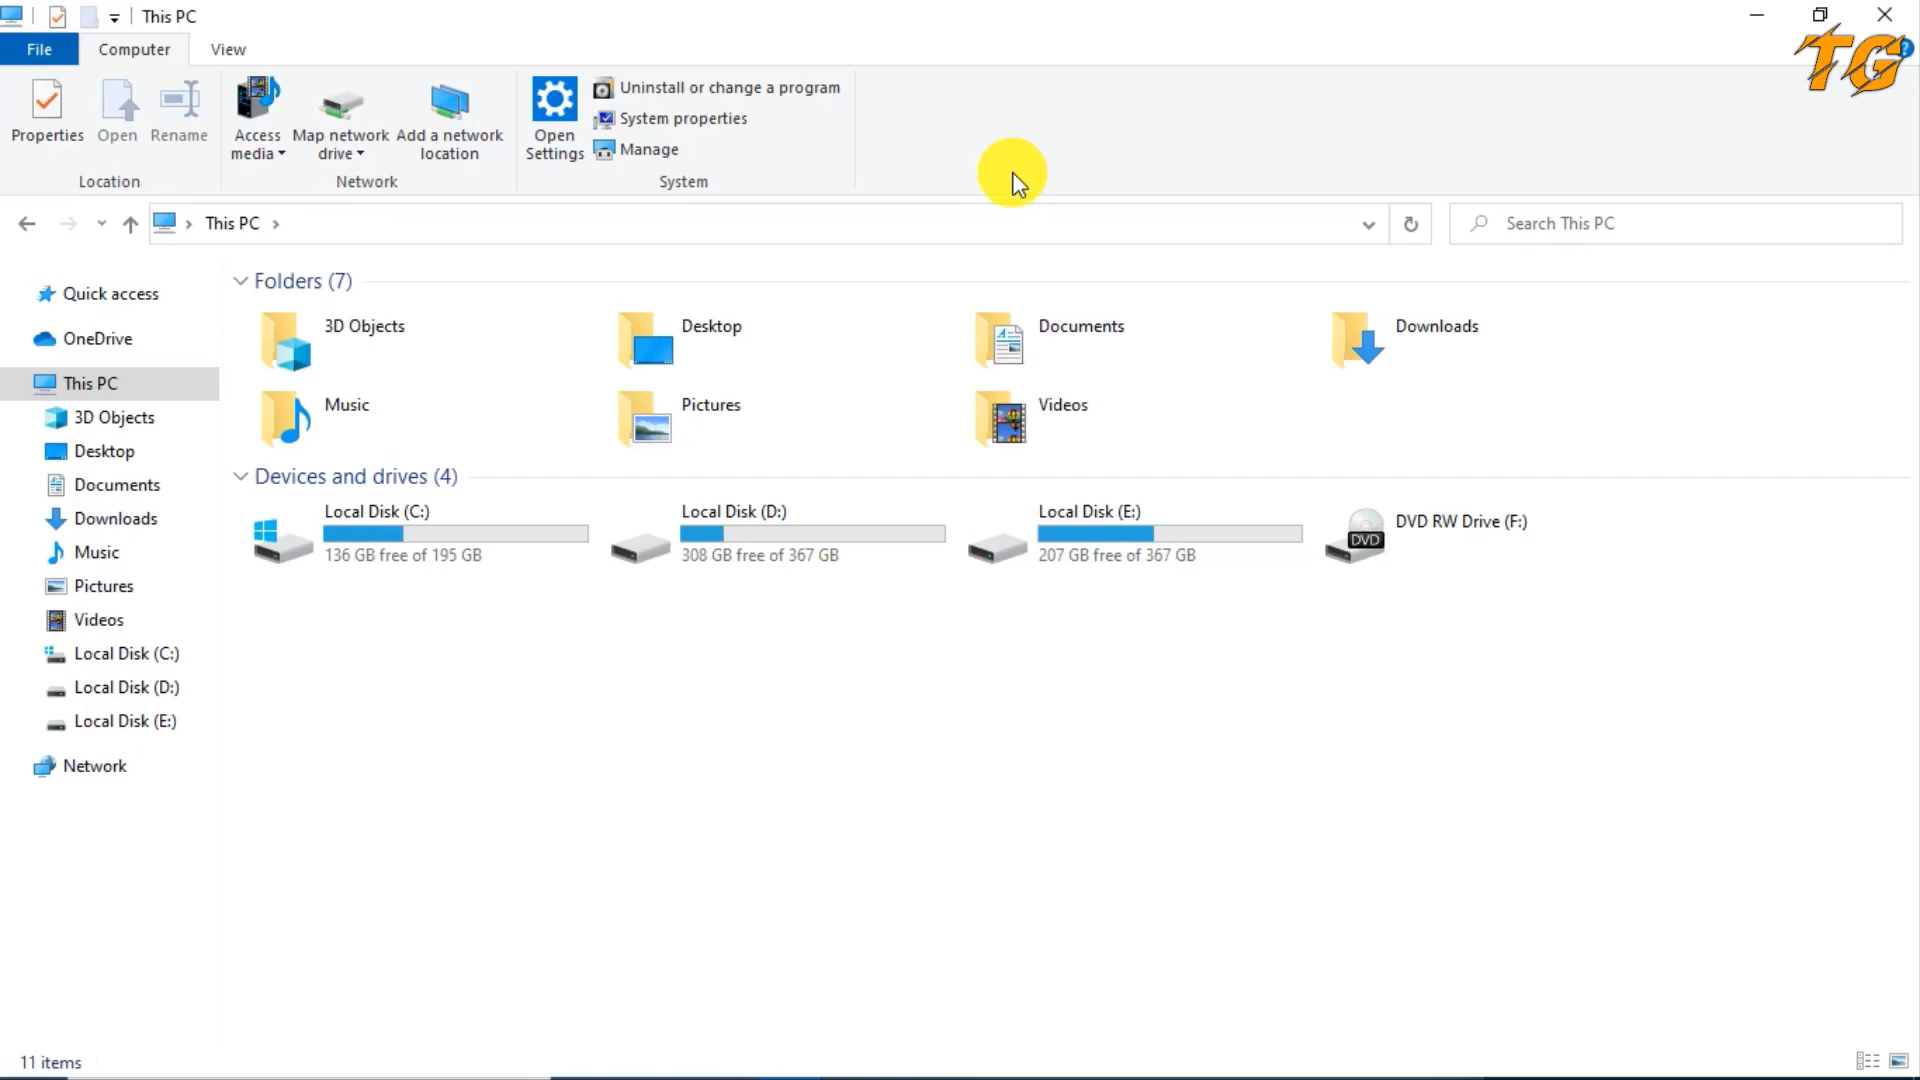 This PC
File Computer View
TG
Properties Open Rename Access media Map network drive Add a network location Open Settings
Uninstall or change a program
System properties
Manage
Location Network System
This PC
Search This PC
Quick access
OneDrive
This PC
3D Objects
Desktop
Documents
Downloads
Music
Pictures
Videos
Local Disk (C:)
Local Disk (D:)
Local Disk (E:)
Network
Folders (7)
3D Objects Desktop Documents Downloads
Music Pictures Videos
Devices and drives (4)
Local Disk (C:)
136 GB free of 195 GB
Local Disk (D:)
308 GB free of 367 GB
Local Disk (E:)
207 GB free of 367 GB
DVD
DVD RW Drive (F:)
11 items